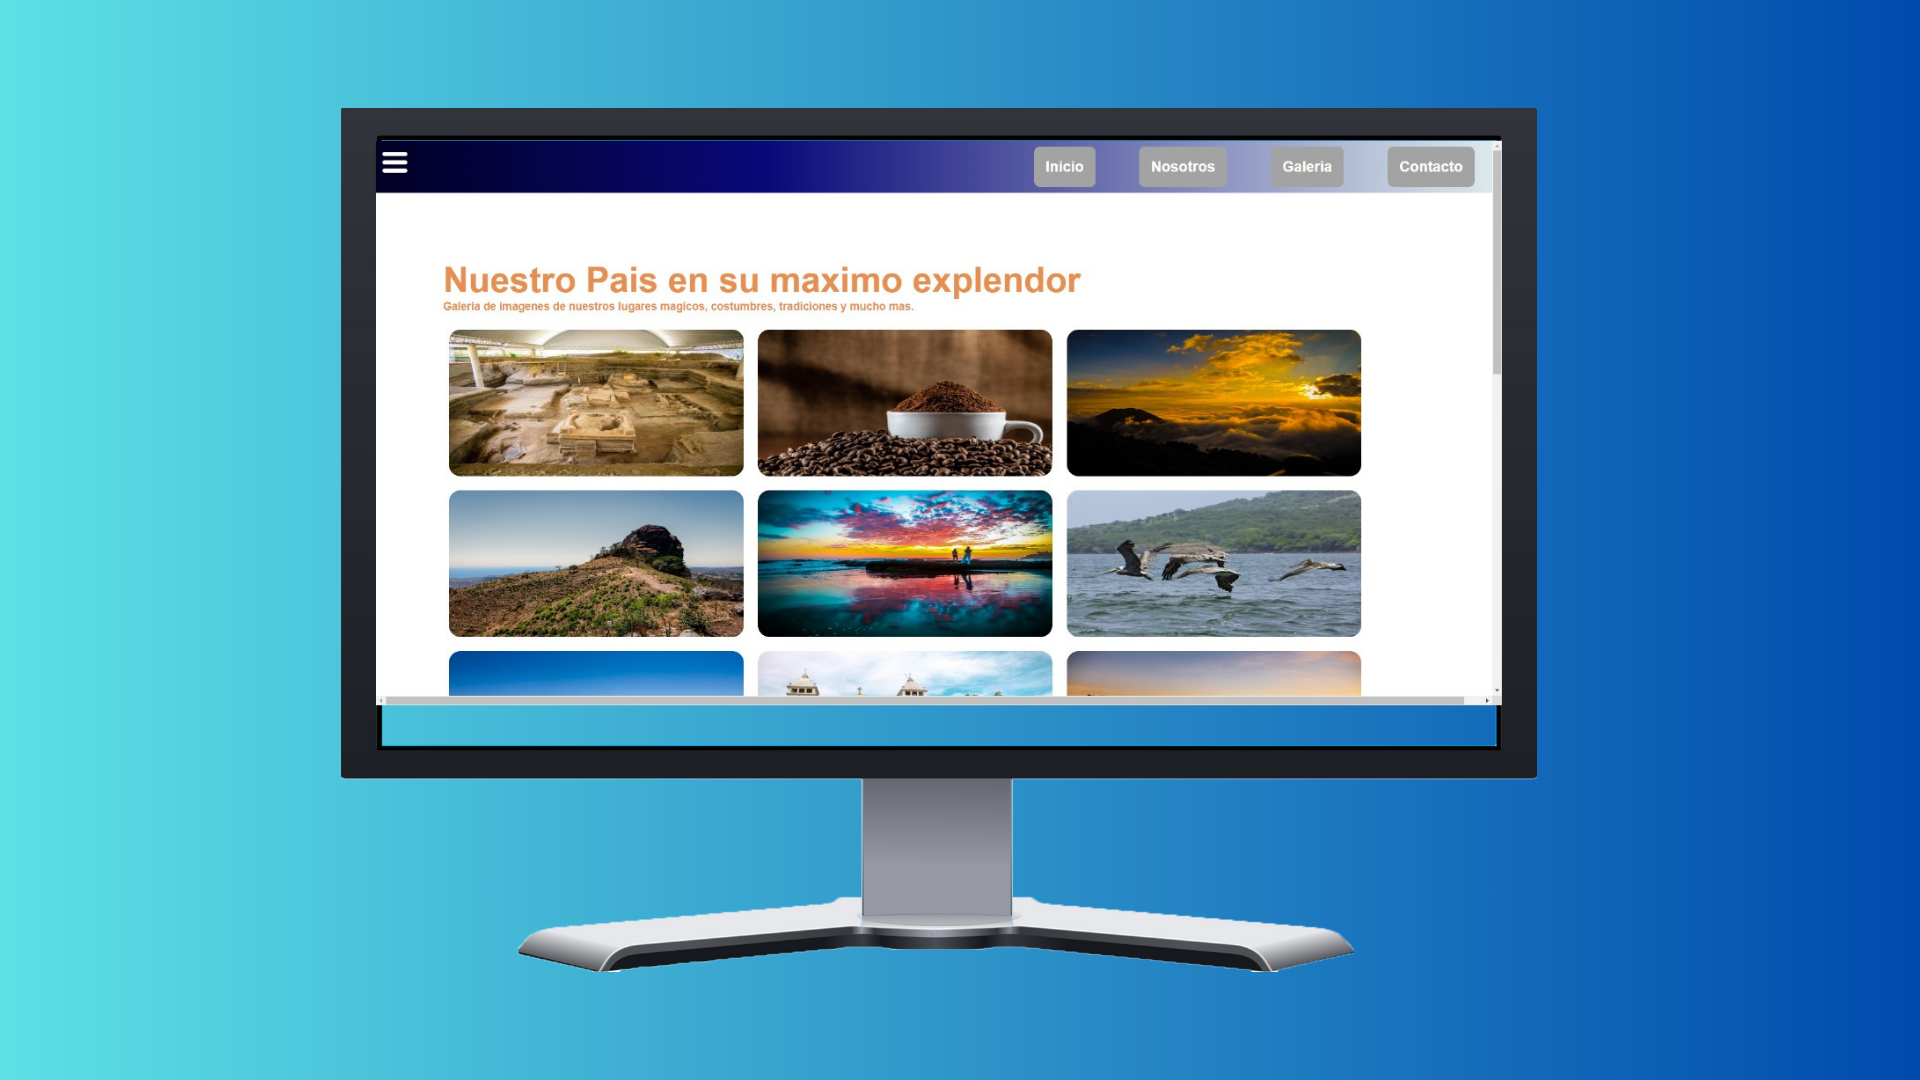 Inicio Nosotros Galeria Contacto
Nuestro Pais en su maximo explendor
Galeria de imagenes de nuestros lugares magicos, costumbres, tradiciones y mucho mas.